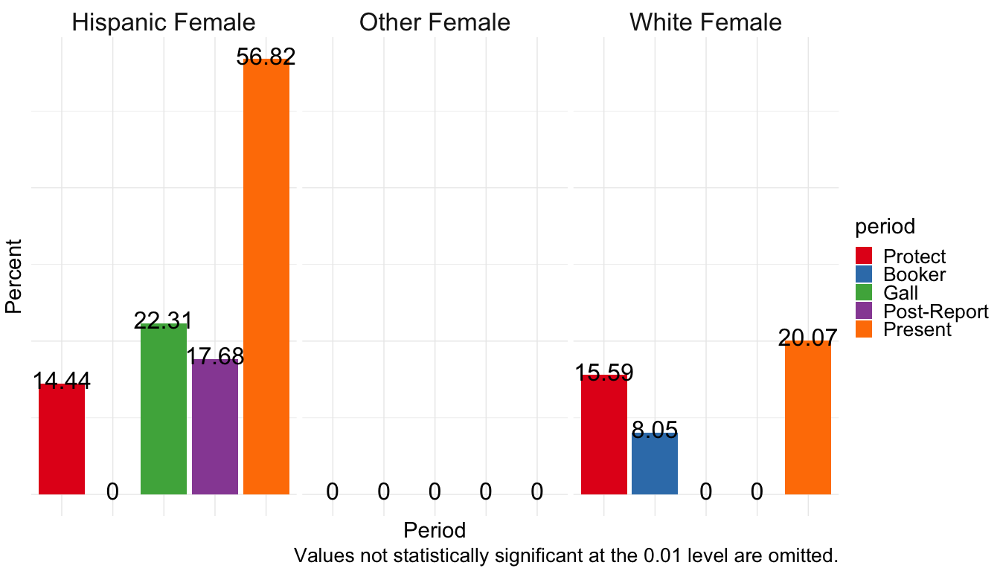 Hispanic Female
Other Female
White Female
56.82
22.31
17.68
14.44
0
0
0
0
0
0
15.59
8.05
0
0
20.07
Percent
Period
Values not statistically significant at the 0.01 level are omitted.
period
Protect
Booker
Gall
Post-Report
Present